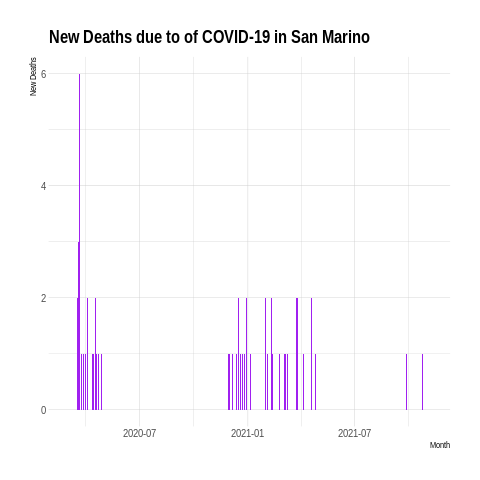 New Deaths due to of COVID-19 in San Marino
New Deaths
6
4
2
0
2020-07
2021-01
2021-07
Month